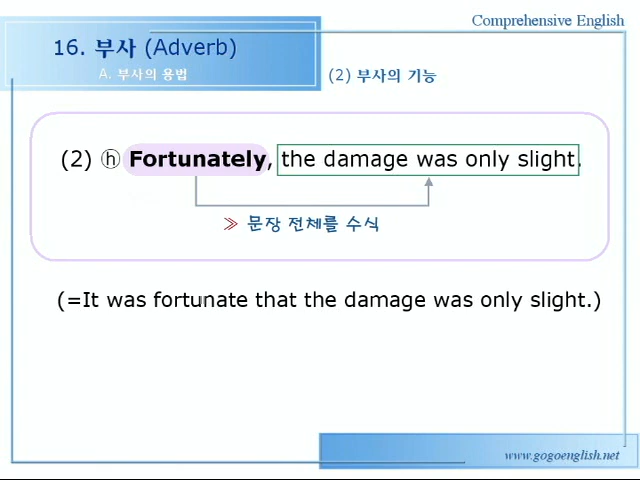 Comprehensive English
16. 부사 (Adverb)
A. 부사의 용법
(2) 부사의 기능
(2) ⓗ Fortunately, the damage was only slight.
≫ 문장 전체를 수식
(=It was fortunate that the damage was only slight.)
www.gogoenglish.net